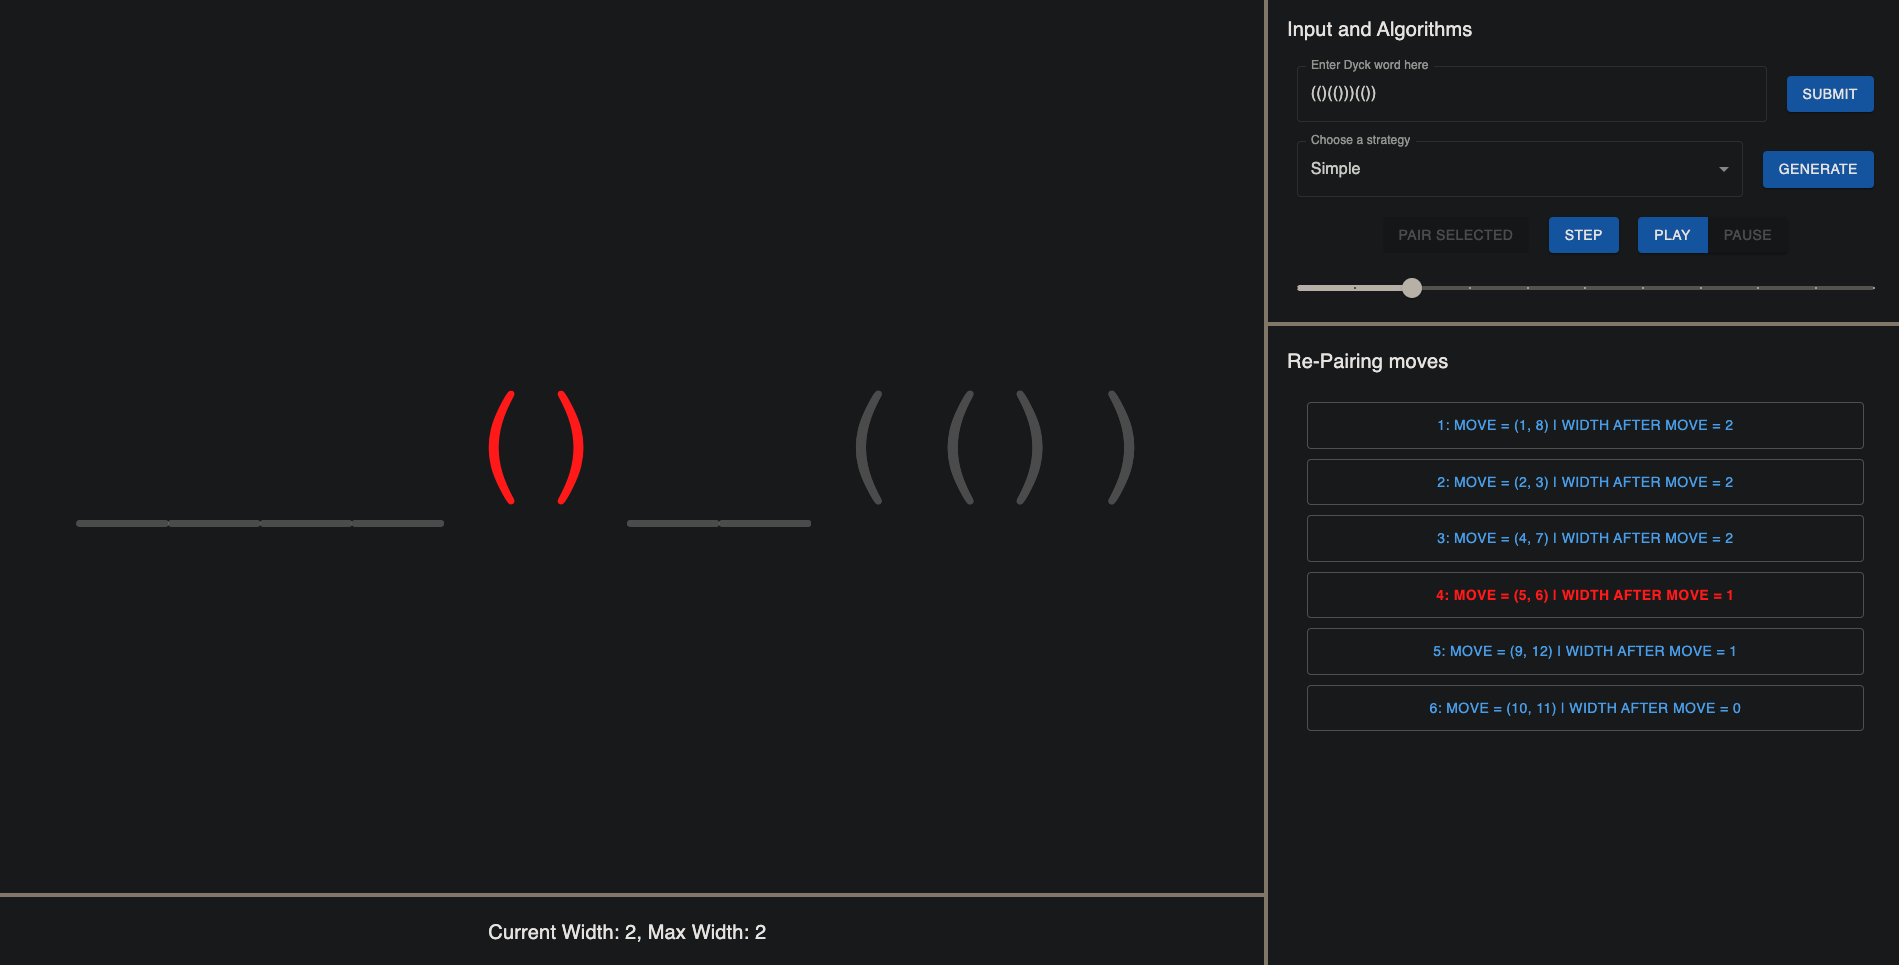 ( ) ( ( ) )
Current Width: 2, Max Width: 2
Input and Algorithms
Enter Dyck word here
(()(()))(())
SUBMIT
Choose a strategy
Simple
GENERATE
PAIR SELECTED STEP PLAY PAUSE
Re-Pairing moves
1: MOVE = (1, 8) | WIDTH AFTER MOVE = 2
2: MOVE = (2, 3) | WIDTH AFTER MOVE = 2
3: MOVE = (4, 7) | WIDTH AFTER MOVE = 2
4: MOVE = (5, 6) | WIDTH AFTER MOVE = 1
5: MOVE = (9, 12) | WIDTH AFTER MOVE = 1
6: MOVE = (10, 11) | WIDTH AFTER MOVE = 0